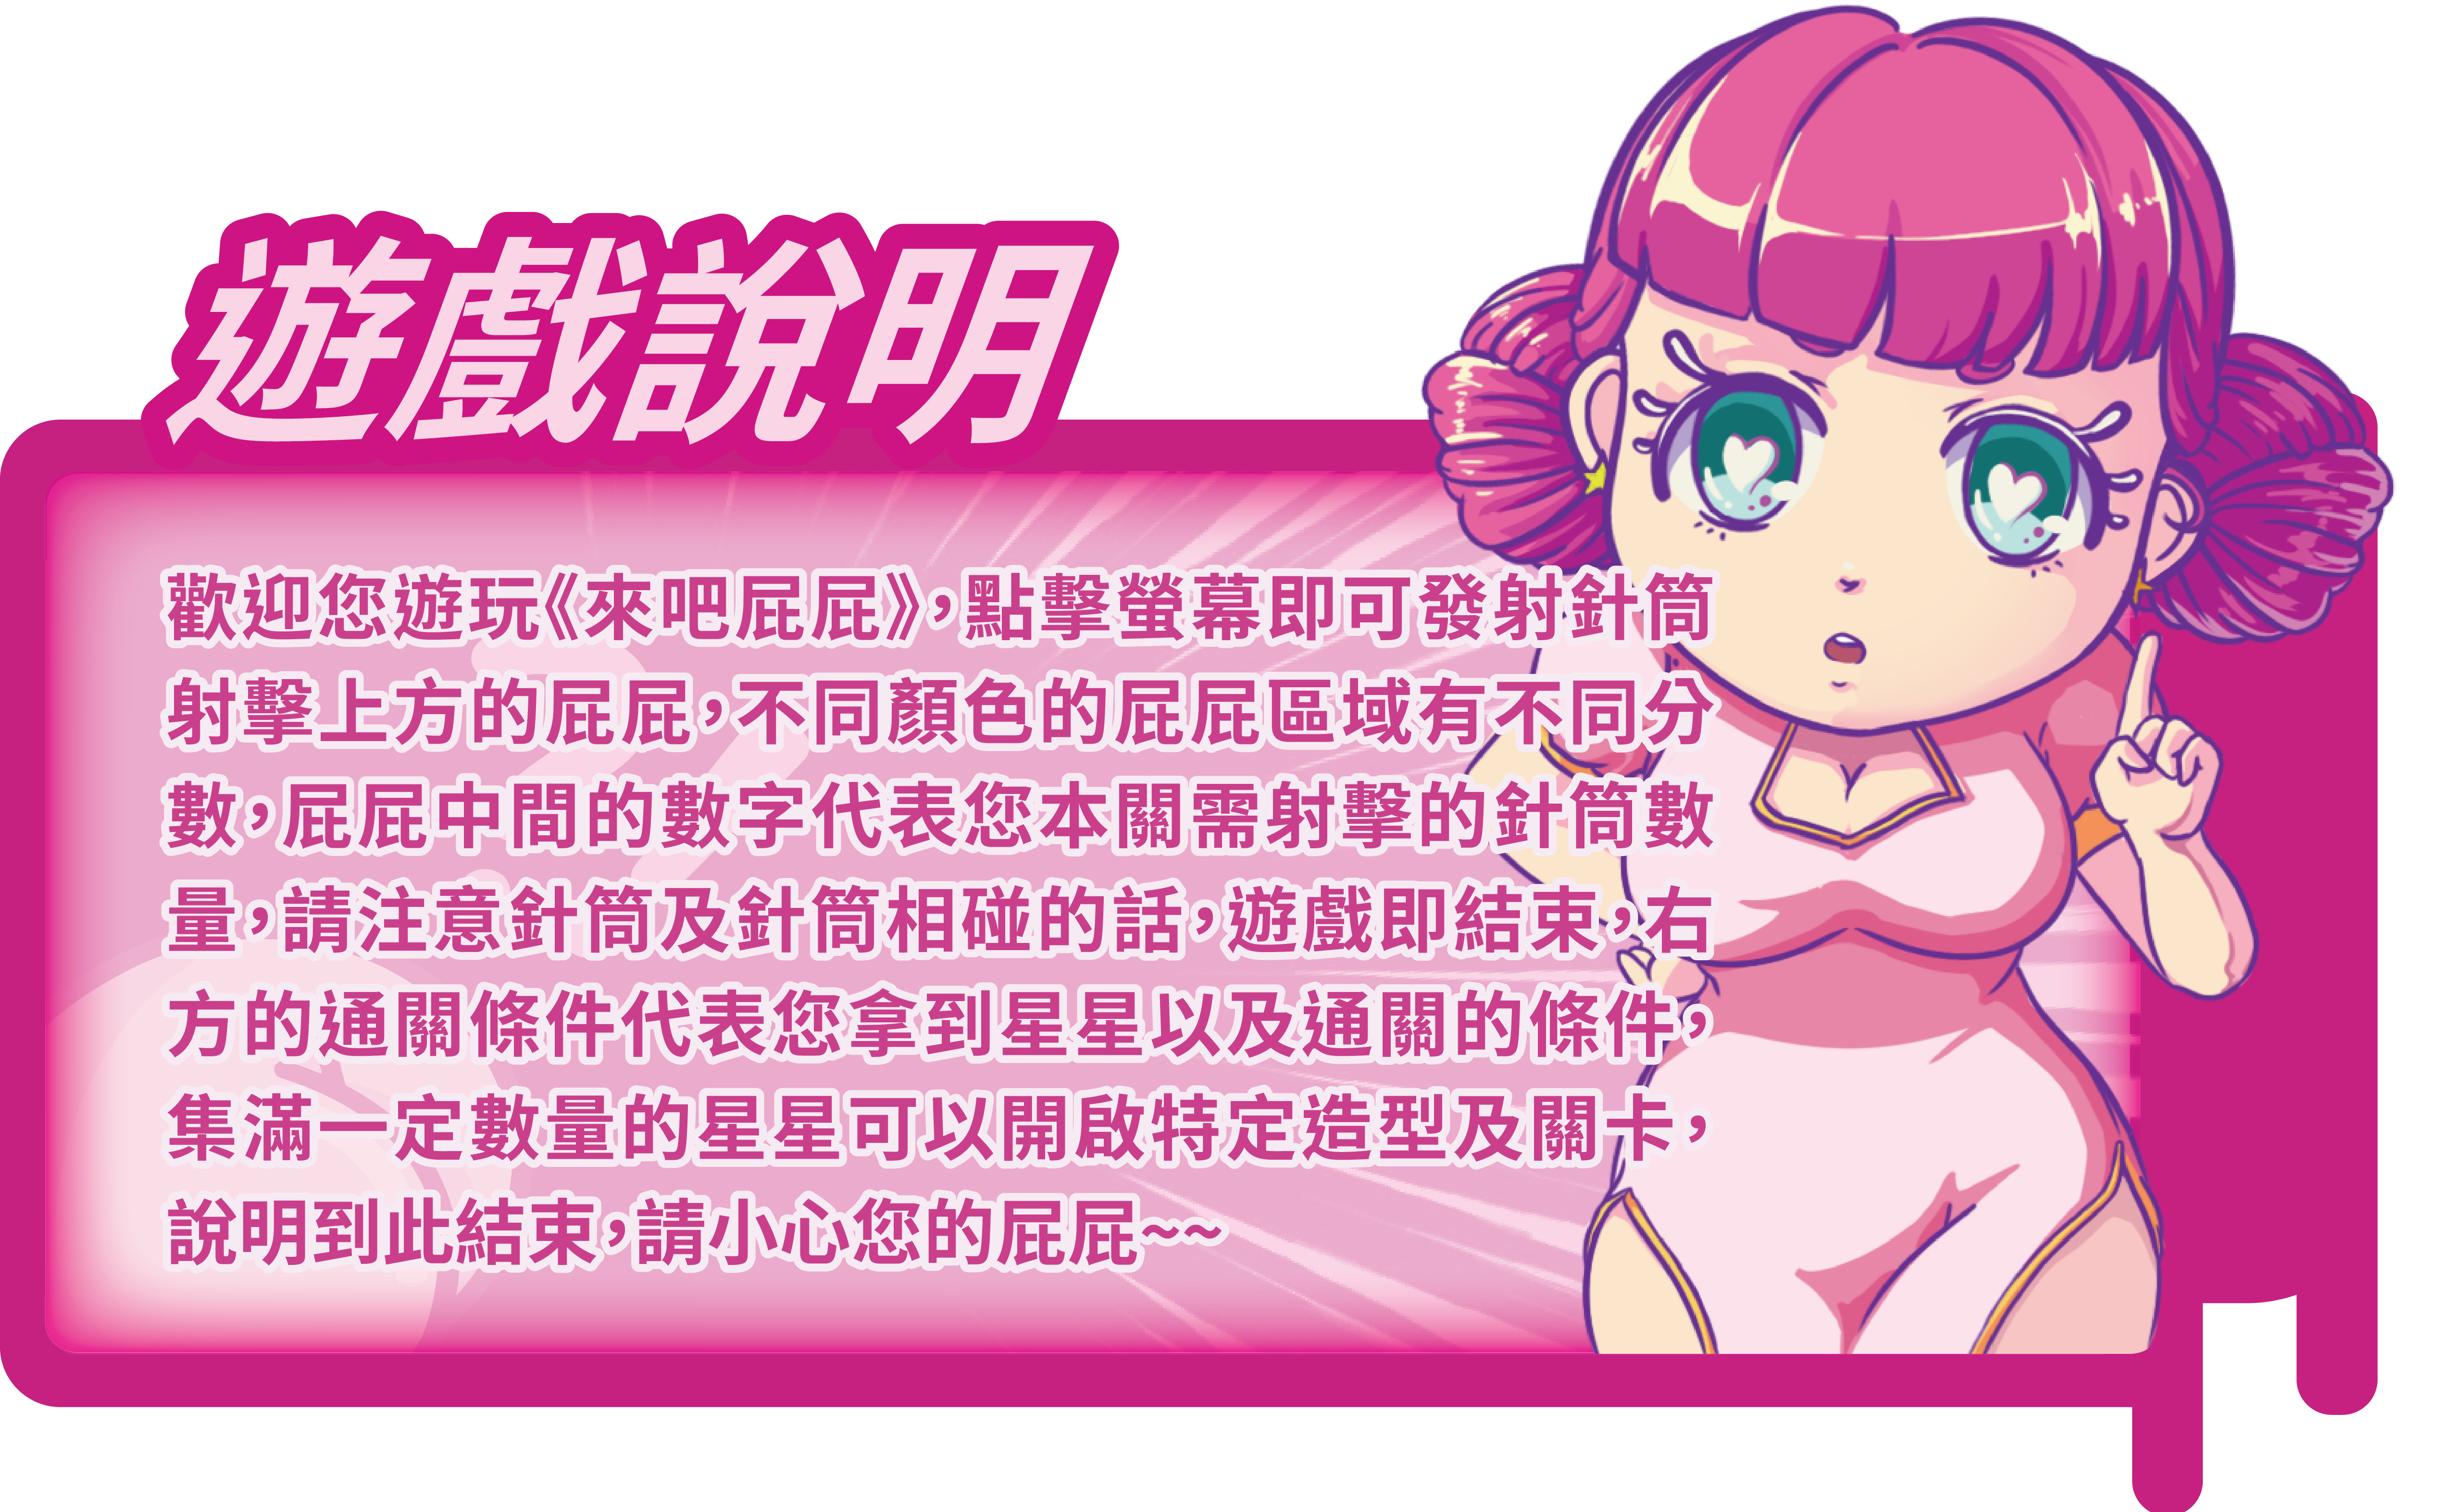 遊戲說明
歡迎您遊玩《來吧屁屁》,點擊螢幕即可發射針筒
射擊上方的屁屁,不同顏色的屁屁區域有不同分
數,屁屁中間的數字代表您本關需射擊的針筒數
量,請注意針筒及針筒相碰的話,遊戲即結束,右
方的通關條件代表您拿到星星以及通關的條件,
集滿一定數量的星星可以開啟特定造型及關卡,
說明到此結束,請小心您的屁屁~~